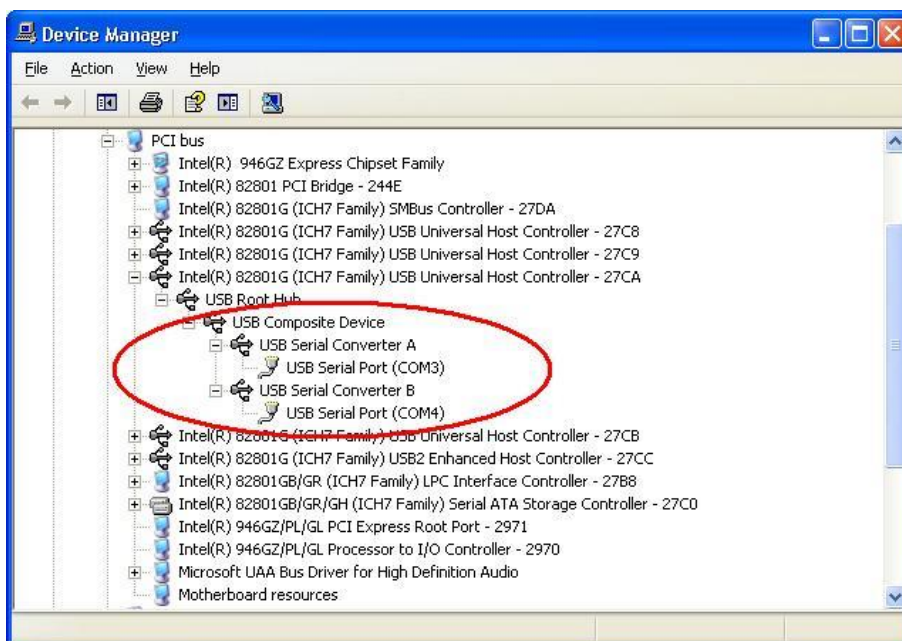 Device Manager
File Action View Help
PCI bus
Intel(R) 946GZ Express Chipset Family
Intel(R) 82801 PCI Bridge - 244E
Intel(R) 82801G (ICH7 Family) SMBus Controller - 27DA
Intel(R) 82801G (ICH7 Family) USB Universal Host Controller - 27C8
Intel(R) 82801G (ICH7 Family) USB Universal Host Controller - 27C9
Intel(R) 82801G (ICH7 Family) USB Universal Host Controller - 27CA
USB Root Hub
USB Composite Device
USB Serial Converter A
USB Serial Port (COM3)
USB Serial Converter B
USB Serial Port (COM4)
Intel(R) 82801G (ICH7 Family) USB Universal Host Controller - 27CB
Intel(R) 82801G (ICH7 Family) USB2 Enhanced Host Controller - 27CC
Intel(R) 82801GB/GR (ICH7 Family) LPC Interface Controller - 27B8
Intel(R) 82801GB/GR/GH (ICH7 Family) Serial ATA Storage Controller - 27C0
Intel(R) 946GZ/PL/GL PCI Express Root Port - 2971
Intel(R) 946GZ/PL/GL Processor to I/O Controller - 2970
Microsoft UAA Bus Driver for High Definition Audio
Motherboard resources